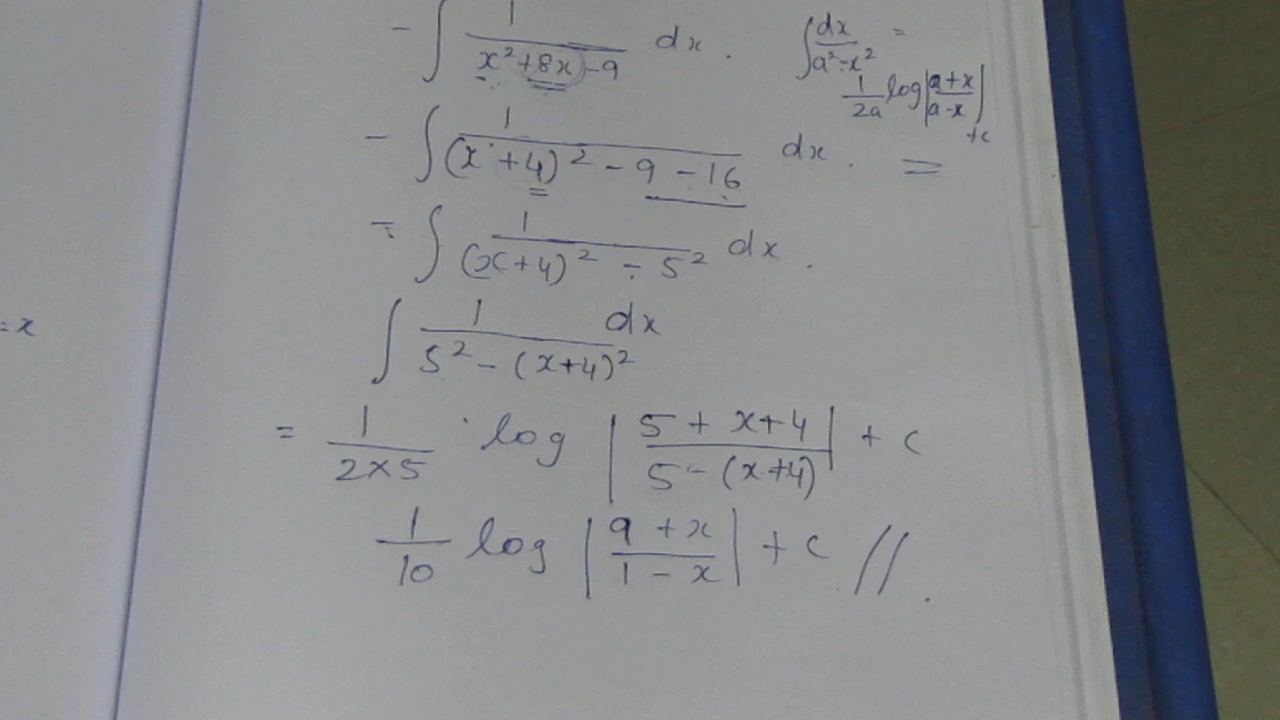 - ∫ 1/(x² + 8x - 9) dx .
∫ dx/(a² - x²) =
1/2a log |a + x / a - x| + c
- ∫ 1/((x + 4)² - 9 - 16) dx . =
- ∫ 1/((x + 4)² - 5²) dx .
∫ 1/(5² - (x+4)²) dx
= 1/(2×5) · log |5 + x+4 / 5 - (x+4)| + c
1/10 log |9 + x / 1 - x| + c // .
= x